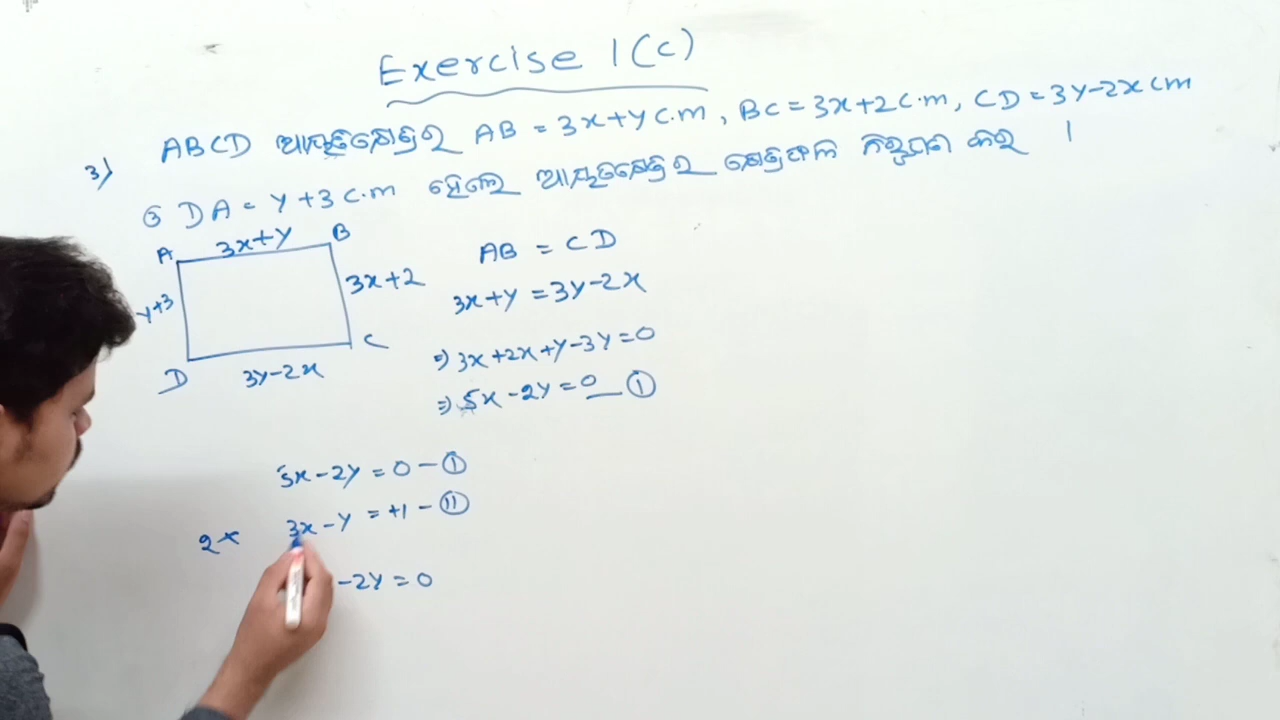 Exercise 1(c)
3) ABCD ଆୟତକ୍ଷେତ୍ରର AB = 3x+y c.m, BC = 3x+2 c.m, CD = 3y-2x cm
ଓ DA = y+3 c.m ହେଲେ ଆୟତକ୍ଷେତ୍ରର କ୍ଷେତ୍ରଫଳ ନିରୂପଣ କର ।
A 3x+y B
y+3 3x+2
D 3y-2x C
AB = CD
3x+y = 3y-2x
⇒ 3x+2x+y-3y=0
⇒ 5x-2y=0 — ①
5x-2y = 0 - ①
2× 3x-y = +1 - ⑪
-2y = 0